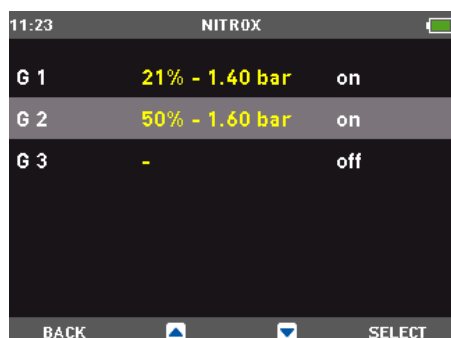 11:23 NITROX
G 1 21% - 1.40 bar on
G 2 50% - 1.60 bar on
G 3 - off
BACK SELECT